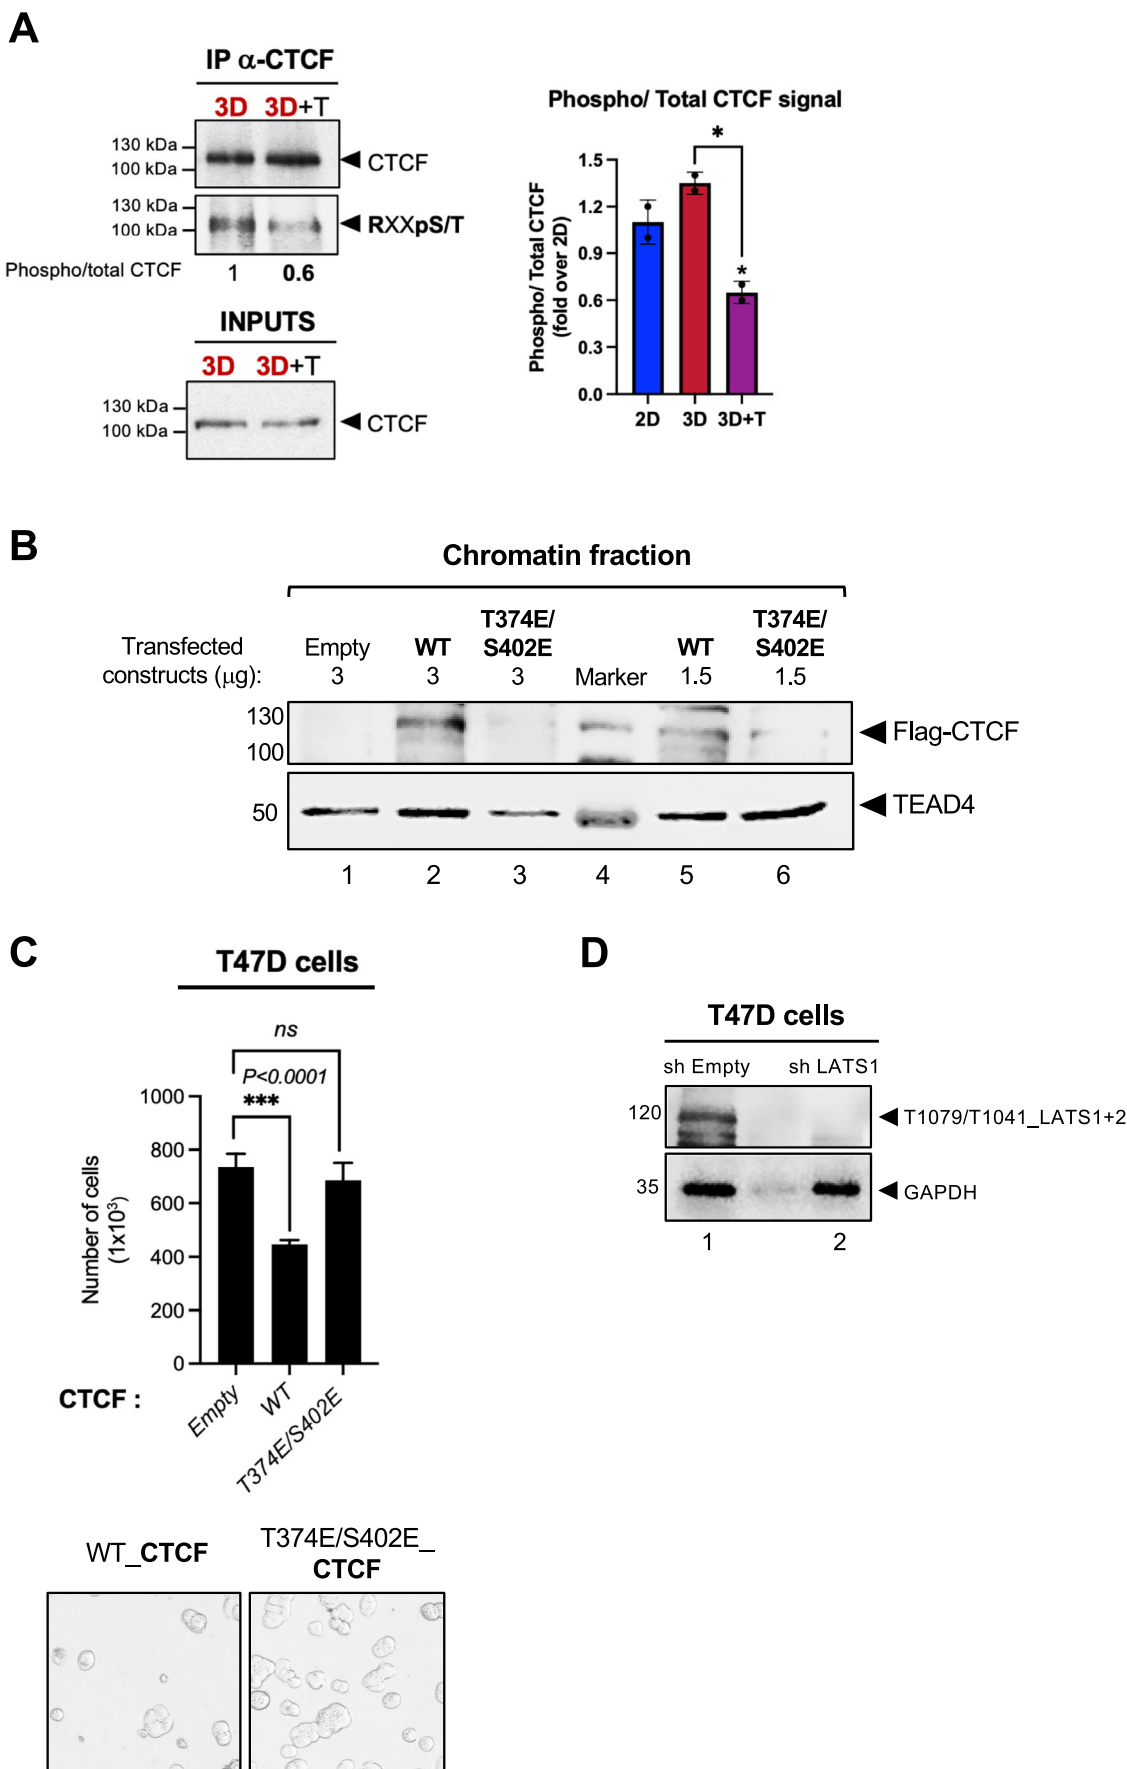 A
IP α-CTCF
3D 3D+T
130 kDa
100 kDa
CTCF
130 kDa
100 kDa
RXXpS/T
Phospho/total CTCF 1 0.6
INPUTS
3D 3D+T
130 kDa
100 kDa
CTCF
Phospho/ Total CTCF signal
*
Phospho/ Total CTCF
(fold over 2D)
1.5
1.2
0.9
0.6
0.3
0.0
*
2D 3D 3D+T
B
Chromatin fraction
Transfected
constructs (μg):
Empty
3
WT
3
T374E/
S402E
3
Marker
WT
1.5
T374E/
S402E
1.5
130
100
Flag-CTCF
50
TEAD4
1 2 3 4 5 6
C
T47D cells
ns
P<0.0001
***
Number of cells
(1x10³)
1000
800
600
400
200
0
CTCF :
Empty
WT
T374E/S402E
WT_CTCF
T374E/S402E_
CTCF
D
T47D cells
sh Empty sh LATS1
120
T1079/T1041_LATS1+2
35
GAPDH
1 2